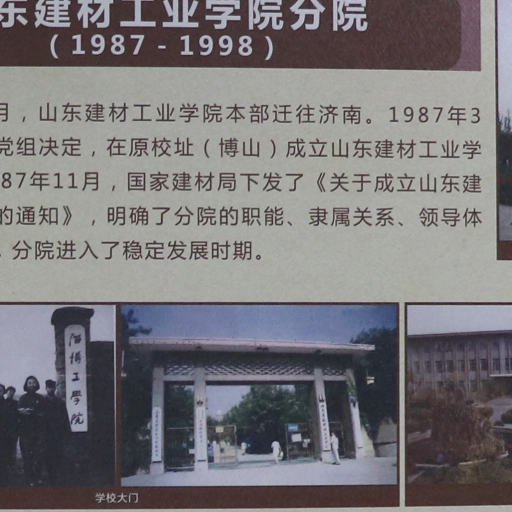 东建材工业学院分院
（1987 - 1998）
月，山东建材工业学院本部迁往济南。1987年3
党组决定，在原校址（博山）成立山东建材工业学
87年11月，国家建材局下发了《关于成立山东建
的通知》，明确了分院的职能、隶属关系、领导体
，分院进入了稳定发展时期。
淄博工学院
学校大门